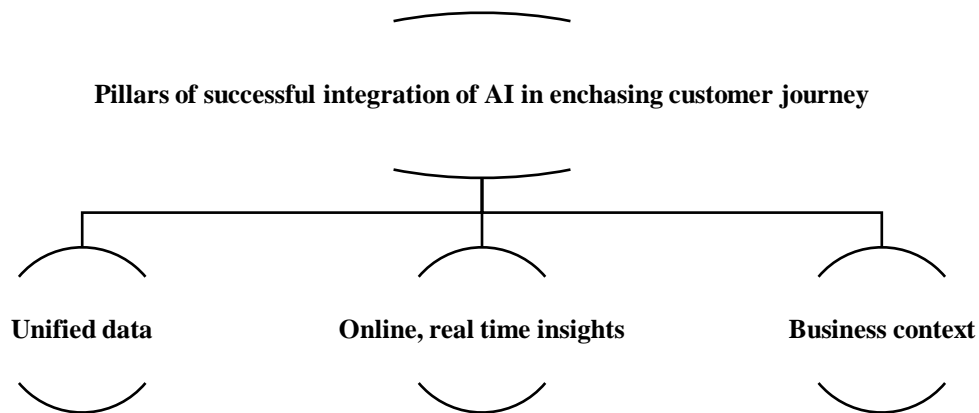 Pillars of successful integration of AI in enchasing customer journey
Unified data
Online, real time insights
Business context